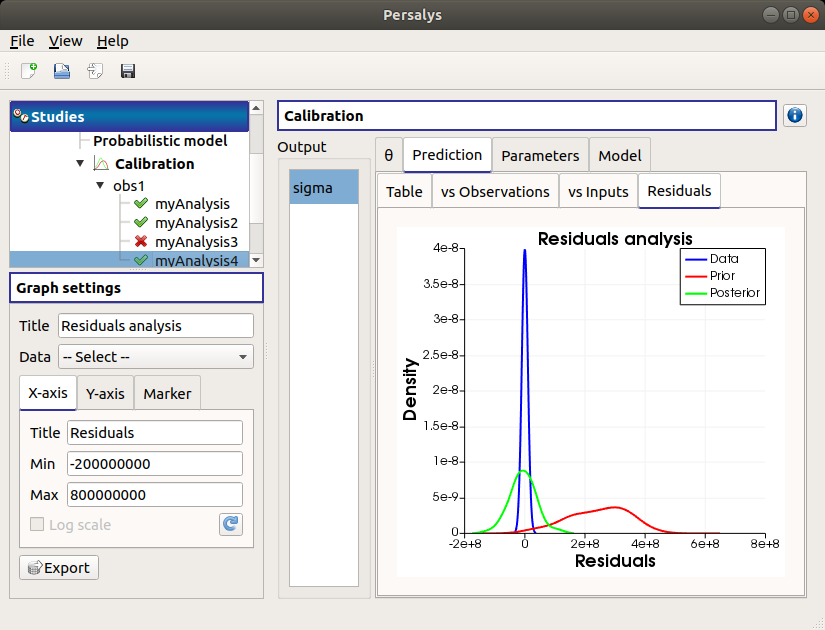 Persalys
File View Help
Studies
Probabilistic model
Calibration
obs1
myAnalysis
myAnalysis2
myAnalysis3
myAnalysis4
Graph settings
Title Residuals analysis
Data -- Select --
X-axis Y-axis Marker
Title Residuals
Min -200000000
Max 800000000
Log scale
Export
Calibration
Output
sigma
θ Prediction Parameters Model
Table vs Observations vs Inputs Residuals
Residuals analysis
Data
Prior
Posterior
Density
4e-8
3.5e-8
3e-8
2.5e-8
2e-8
1.5e-8
1e-8
5e-9
0
-2e+8 0 2e+8 4e+8 6e+8 8e+8
Residuals